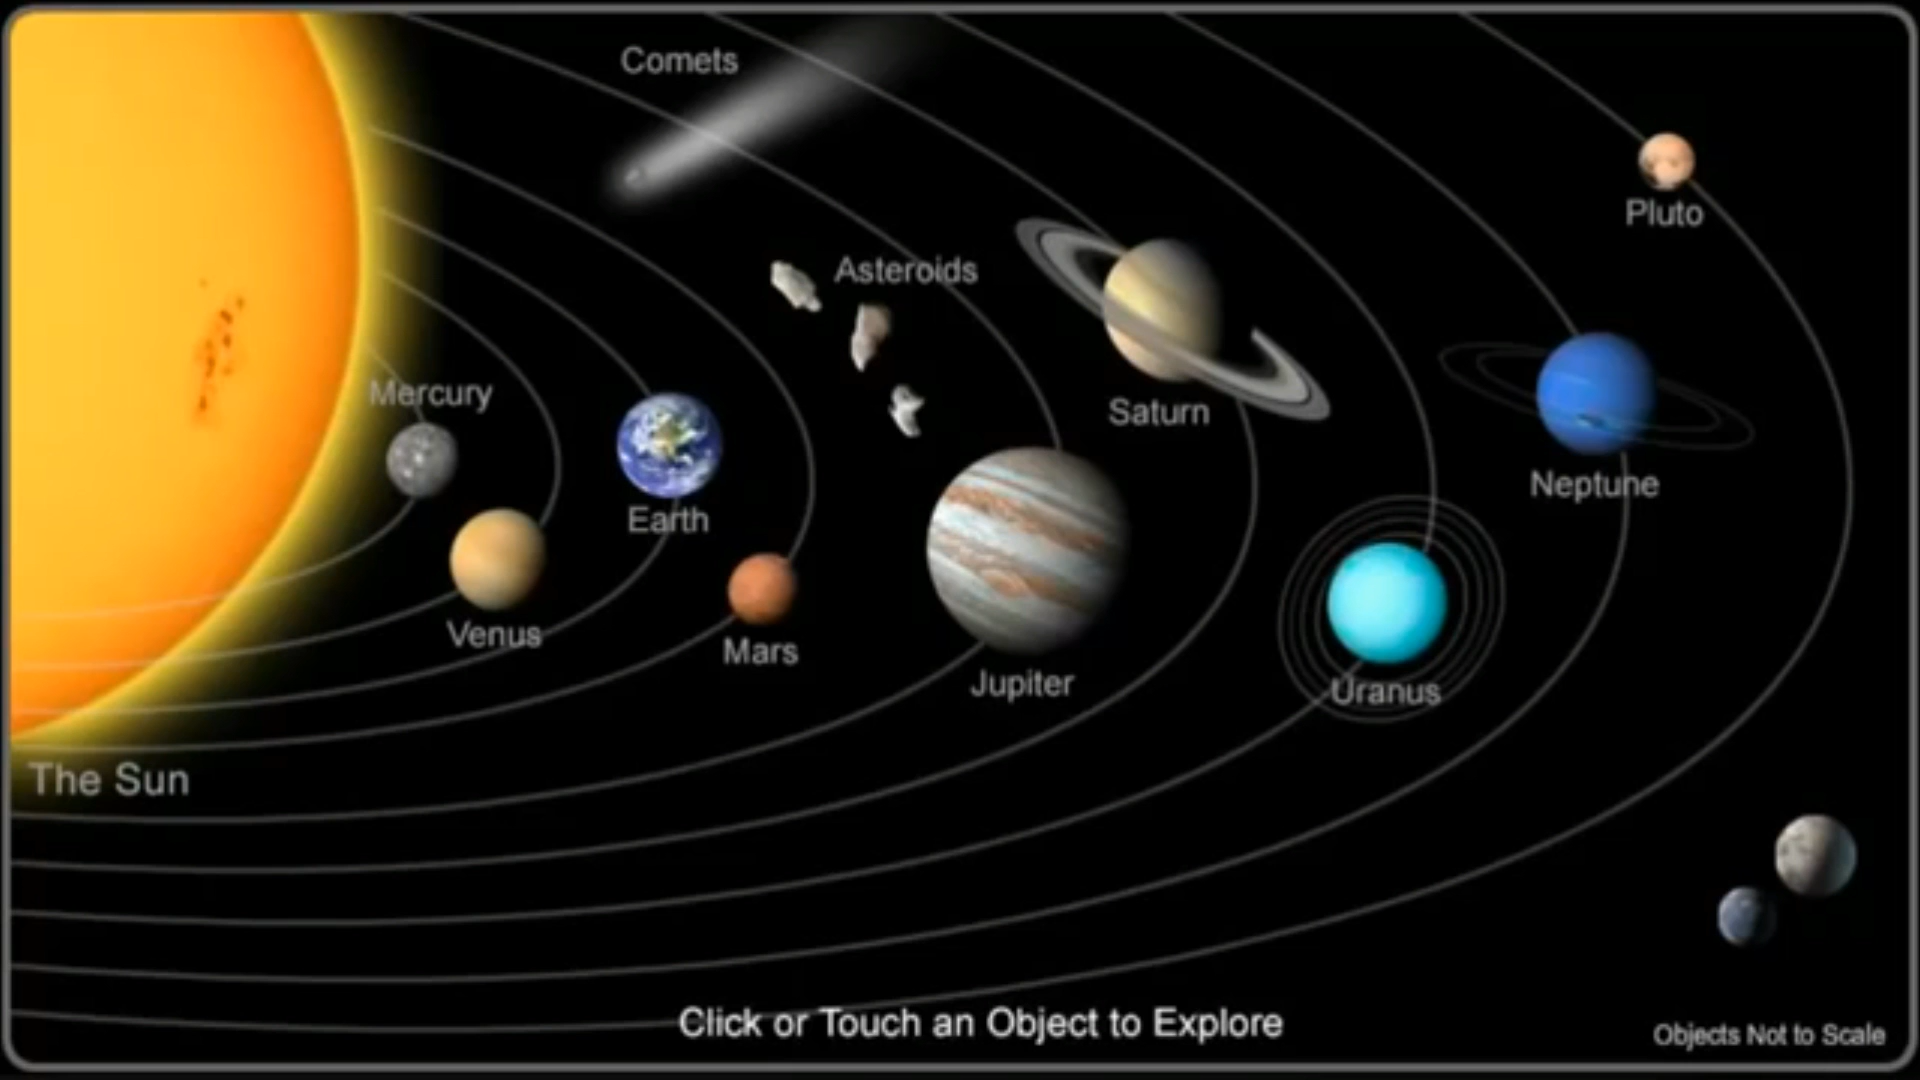 Comets
Pluto
Asteroids
Mercury
Saturn
Neptune
Earth
Venus
Mars
Jupiter
Uranus
The Sun
Click or Touch an Object to Explore
Objects Not to Scale